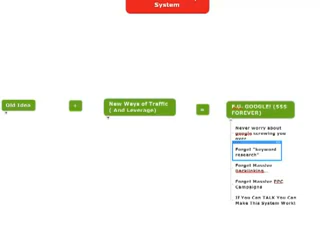 System
Old Idea
+
New Ways of Traffic
( And Leverage)
=
F.U. GOOGLE! ($$$
FOREVER)
Never worry about
google screwing you
over
Forget "keyword
research"
Forget Massive
backlinking...
Forget Massive PPC
Campaigns
If You Can TALK You Can
Make This System Work!